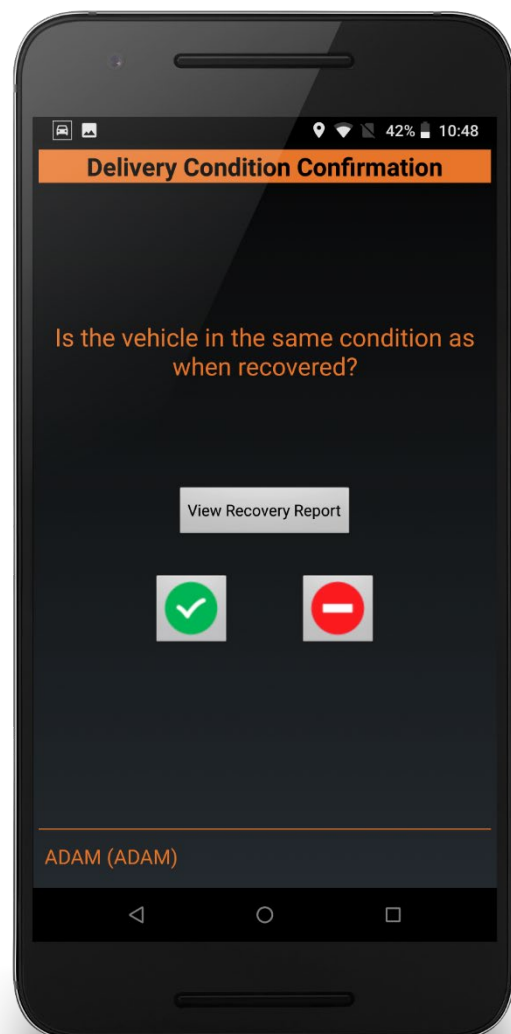 42% 10:48
Delivery Condition Confirmation
Is the vehicle in the same condition as
when recovered?
View Recovery Report
ADAM (ADAM)